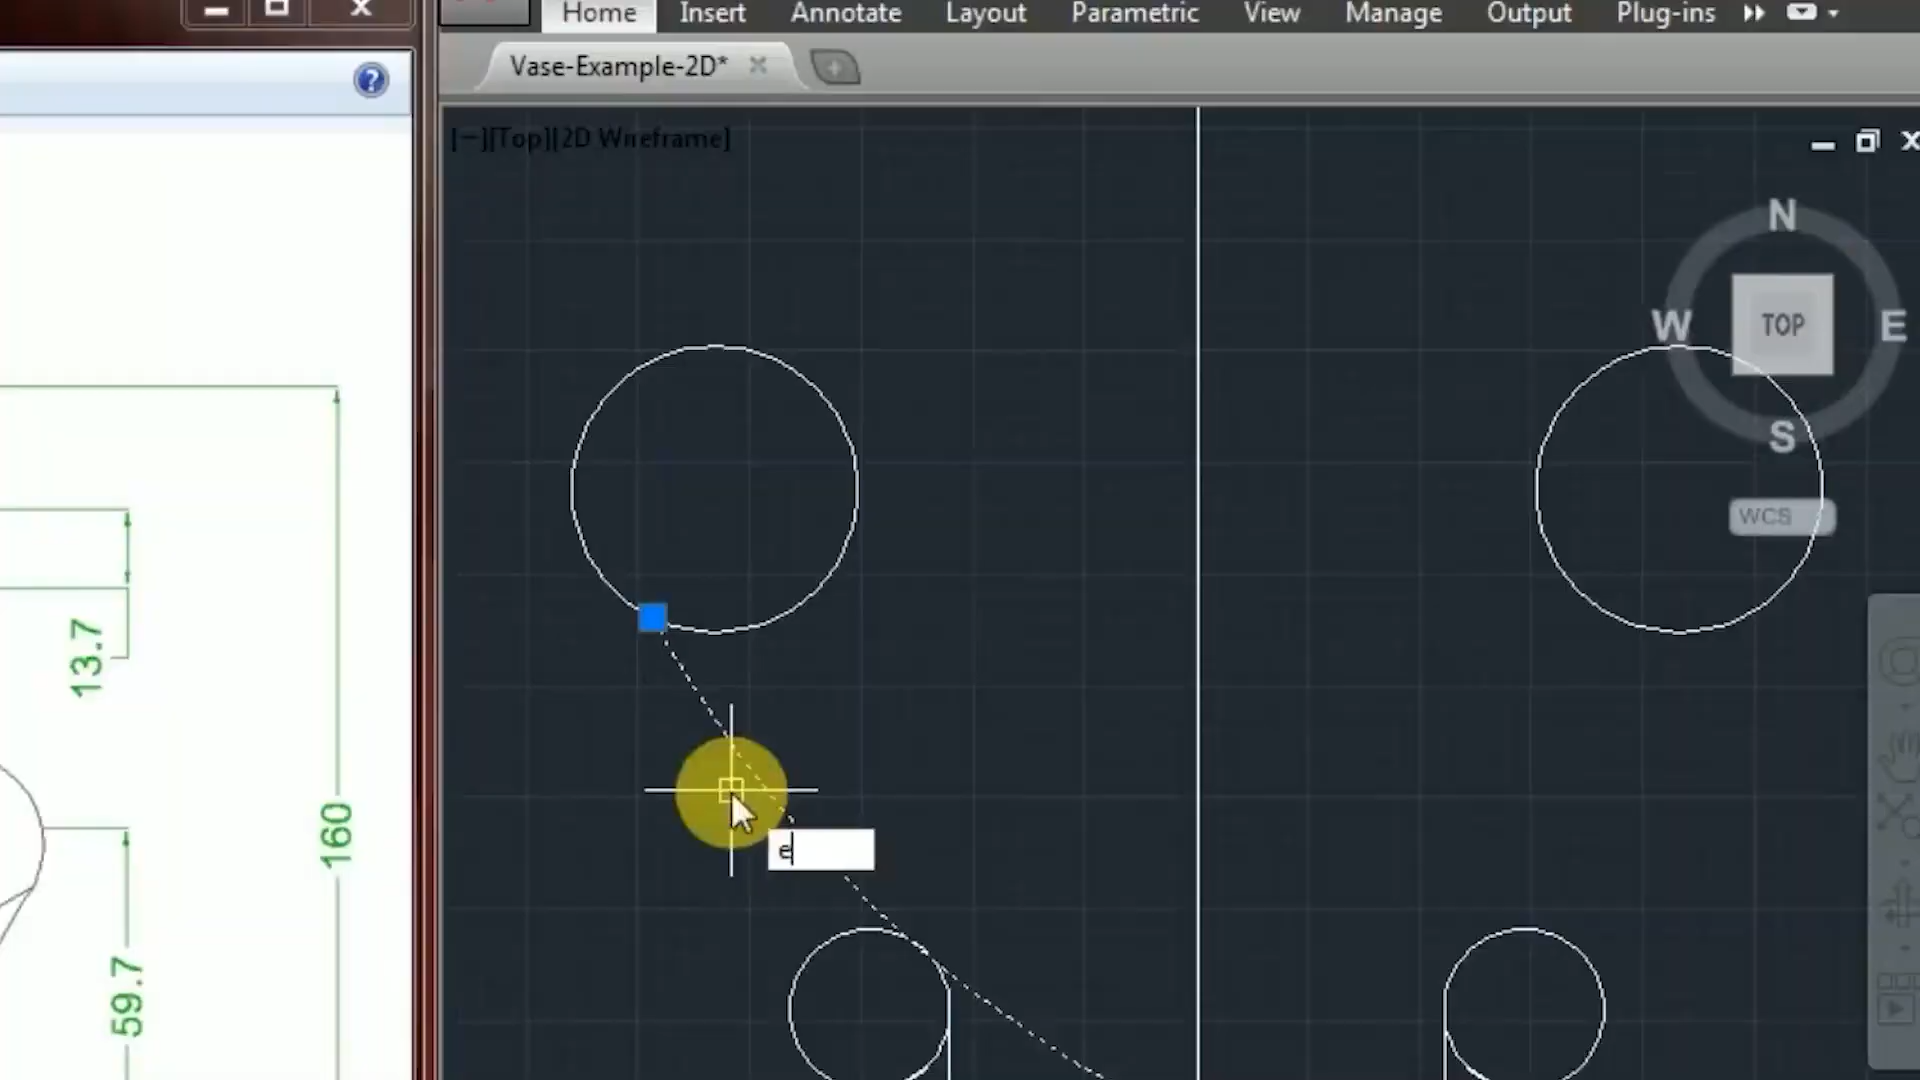 Home Insert Annotate Layout Parametric View Manage Output Plug-ins
Vase-Example-2D*
[−][Top][2D Wireframe]
N
W TOP E
S
WCS
13.7
160
59.7
e